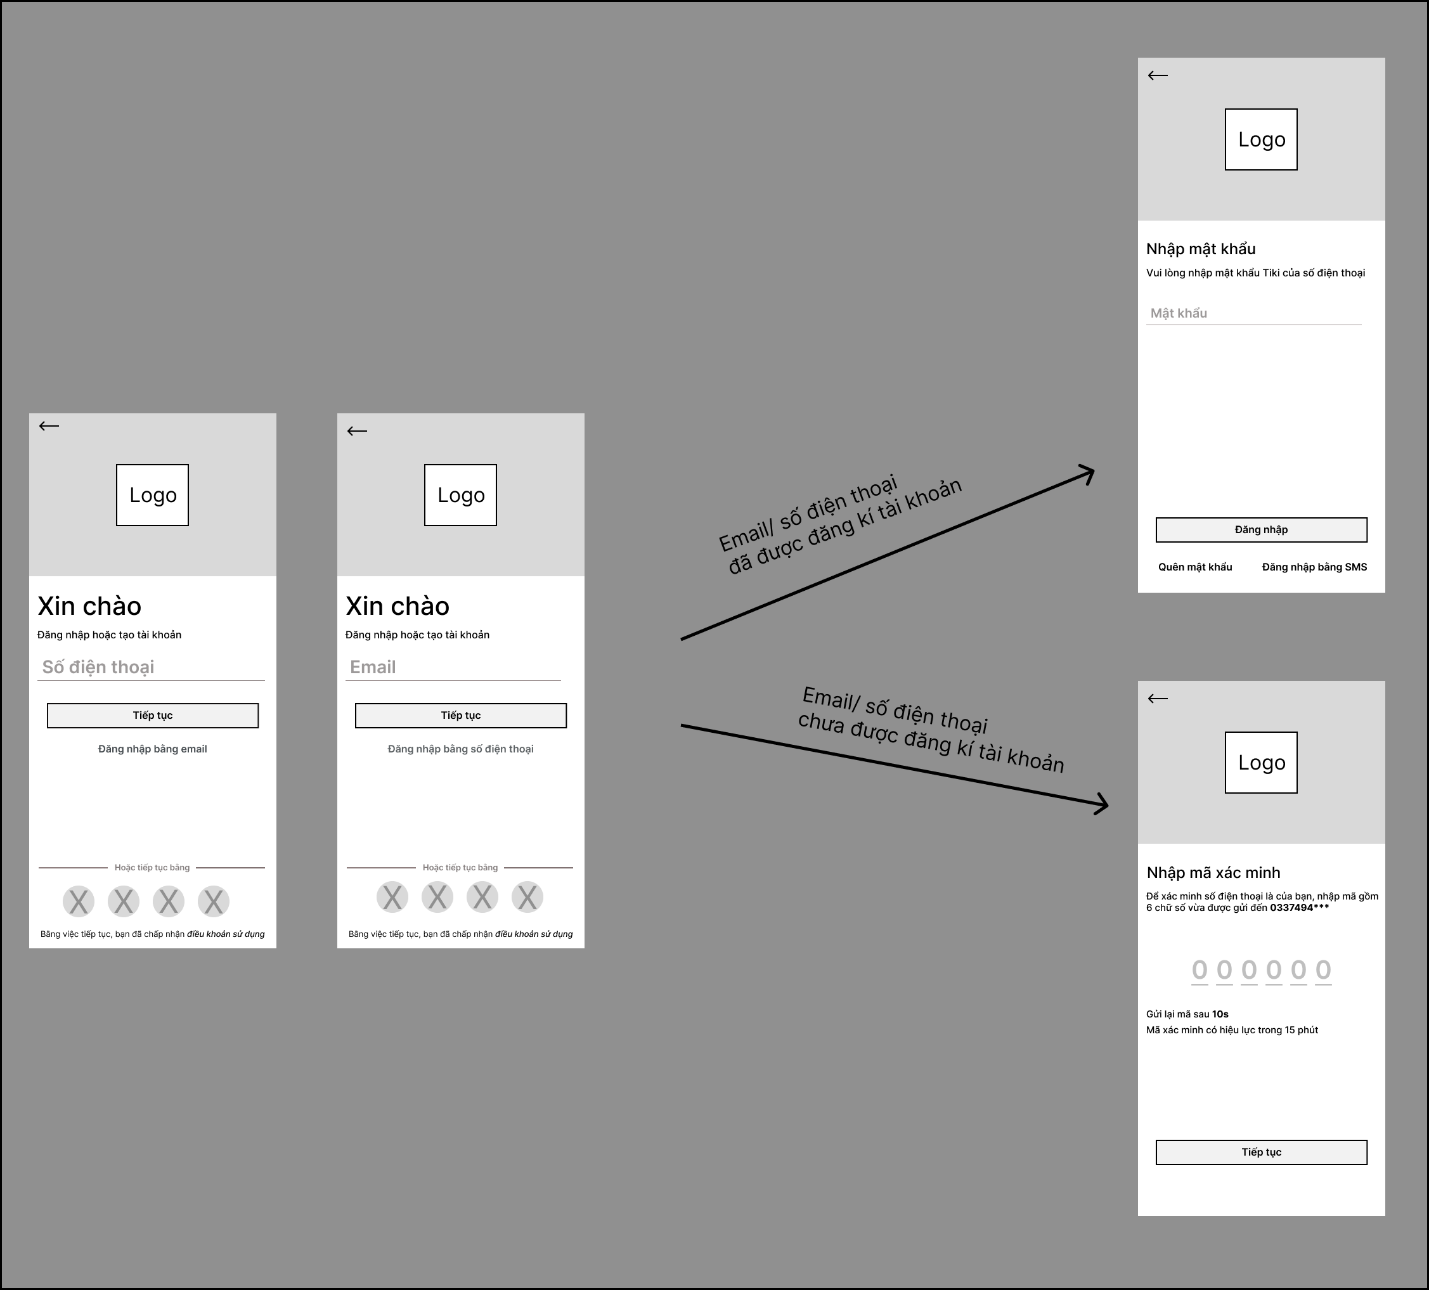 Logo
Xin chào
Đăng nhập hoặc tạo tài khoản
Số điện thoại
Tiếp tục
Đăng nhập bằng email
Hoặc tiếp tục bằng
X X X X
Bằng việc tiếp tục, bạn đã chấp nhận điều khoản sử dụng
Logo
Xin chào
Đăng nhập hoặc tạo tài khoản
Email
Tiếp tục
Đăng nhập bằng số điện thoại
Hoặc tiếp tục bằng
X X X X
Bằng việc tiếp tục, bạn đã chấp nhận điều khoản sử dụng
Email/ số điện thoại
đã được đăng kí tài khoản
Email/ số điện thoại
chưa được đăng kí tài khoản
Logo
Nhập mật khẩu
Vui lòng nhập mật khẩu Tiki của số điện thoại
Mật khẩu
Đăng nhập
Quên mật khẩu Đăng nhập bằng SMS
Logo
Nhập mã xác minh
Để xác minh số điện thoại là của bạn, nhập mã gồm
6 chữ số vừa được gửi đến 0337494***
0 0 0 0 0 0
Gửi lại mã sau 10s
Mã xác minh có hiệu lực trong 15 phút
Tiếp tục